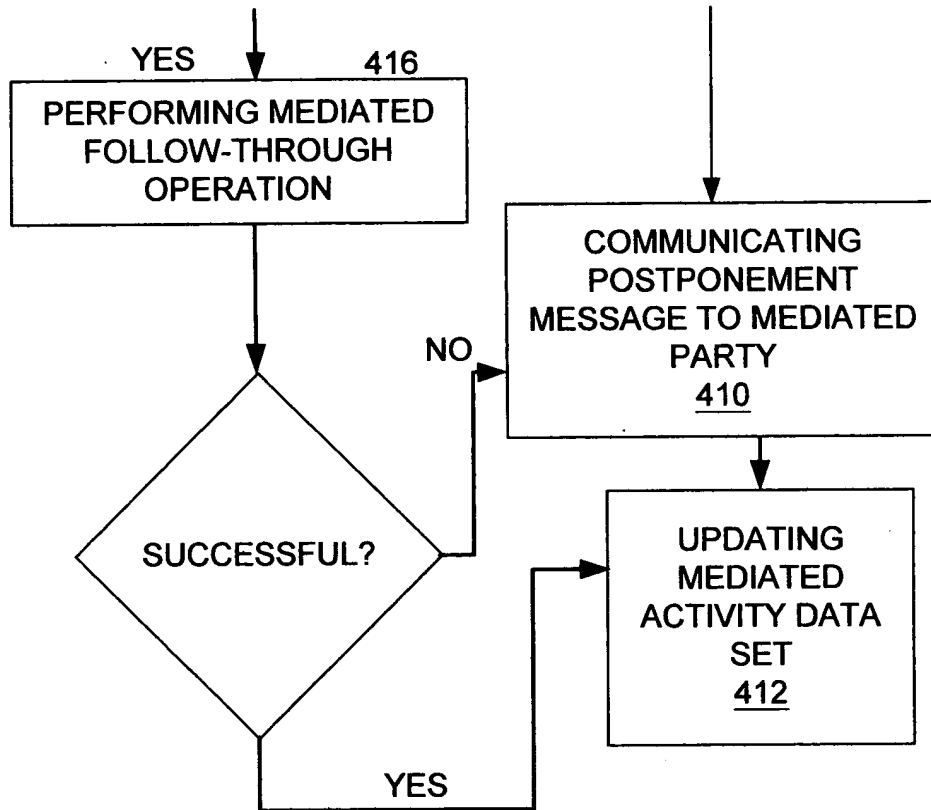 YES
416
PERFORMING MEDIATED
FOLLOW-THROUGH
OPERATION
COMMUNICATING
POSTPONEMENT
MESSAGE TO MEDIATED
PARTY
410
NO
SUCCESSFUL?
UPDATING
MEDIATED
ACTIVITY DATA
SET
412
YES